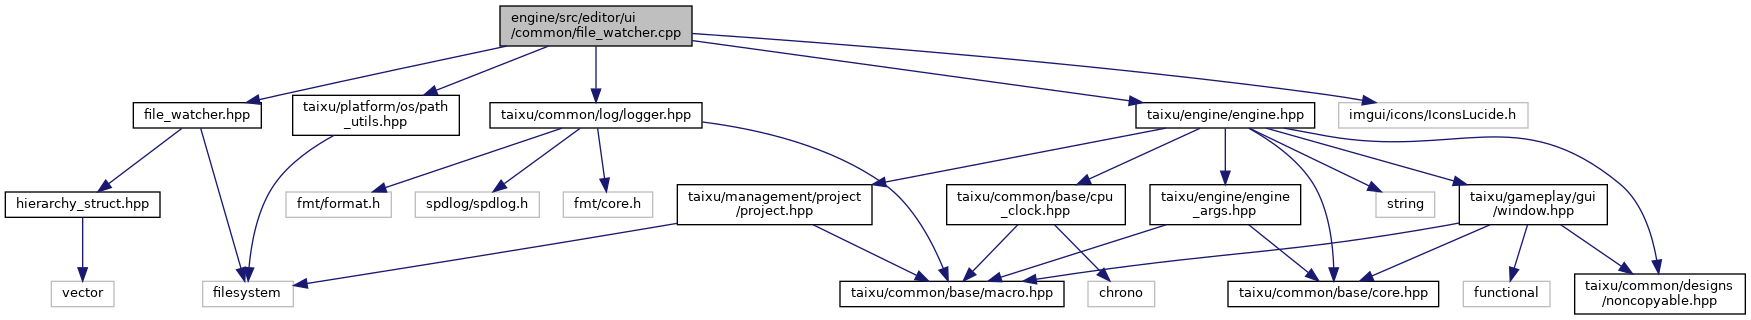 engine/src/editor/ui
/common/file_watcher.cpp
file_watcher.hpp
taixu/platform/os/path
_utils.hpp
taixu/common/log/logger.hpp
taixu/engine/engine.hpp
imgui/icons/IconsLucide.h
hierarchy_struct.hpp
fmt/format.h
spdlog/spdlog.h
fmt/core.h
taixu/management/project
/project.hpp
taixu/common/base/cpu
_clock.hpp
taixu/engine/engine
_args.hpp
string
taixu/gameplay/gui
/window.hpp
vector
filesystem
taixu/common/base/macro.hpp
chrono
taixu/common/base/core.hpp
functional
taixu/common/designs
/noncopyable.hpp